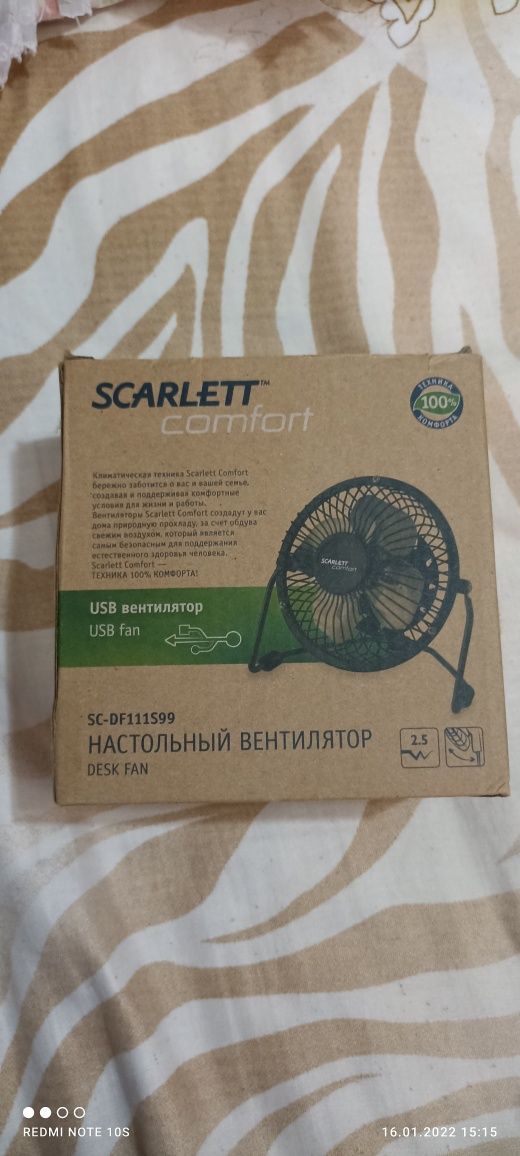 SCARLETT™
comfort
ТЕХНИКА
100%
КОМФОРТА
Климатическая техника Scarlett Comfort
бережно заботится о вас и вашей семье,
создавая и поддерживая комфортные
условия для жизни и работы.
Вентиляторы Scarlett Comfort создадут у вас
дома природную прохладу, за счет обдува
свежим воздухом, который является
самым безопасным для поддержания
естественного здоровья человека.
Scarlett Comfort —
ТЕХНИКА 100% КОМФОРТА!
SCARLETT
comfort
USB вентилятор
USB fan
SC-DF111S99
НАСТОЛЬНЫЙ ВЕНТИЛЯТОР
DESK FAN
2.5
REDMI NOTE 10S
16.01.2022 15:15